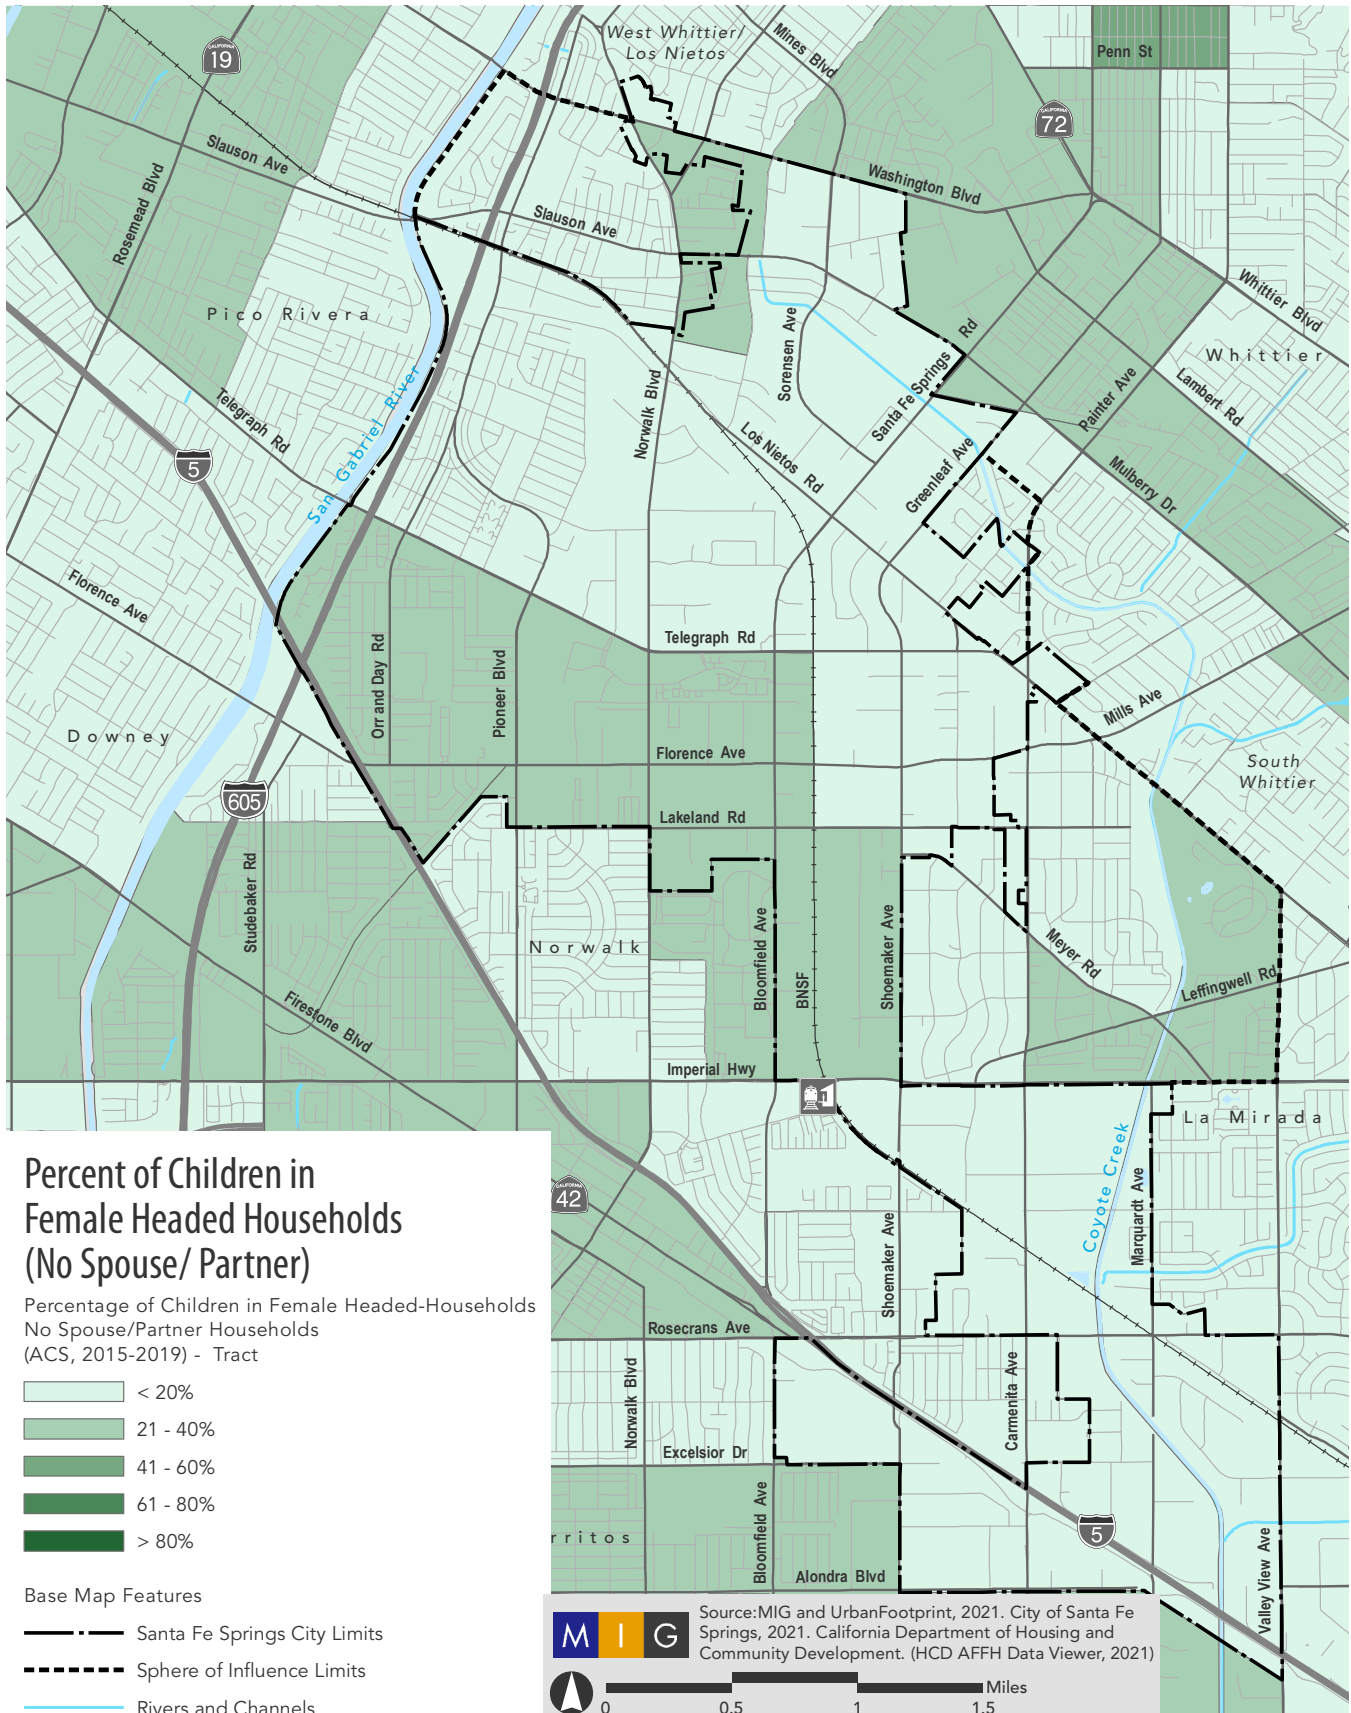 West Whittier/
Los Nietos
Mines Blvd
Penn St
CALIFORNIA
19
CALIFORNIA
72
Slauson Ave
Rosemead Blvd
Washington Blvd
Slauson Ave
Whittier Blvd
Pico Rivera
Sorensen Ave
Santa Fe Springs Rd
Whittier
Lambert Rd
Painter Ave
San Gabriel River
Norwalk Blvd
Telegraph Rd
Los Nietos Rd
Greenleaf Ave
Mulberry Dr
5
Florence Ave
Telegraph Rd
Orr and Day Rd
Pioneer Blvd
Mills Ave
Downey
Florence Ave
South
Whittier
605
Lakeland Rd
Studebaker Rd
Norwalk
Bloomfield Ave
BNSF
Shoemaker Ave
Meyer Rd
Leffingwell Rd
Firestone Blvd
Imperial Hwy
La Mirada
Coyote Creek
Marquardt Ave
CALIFORNIA
42
Shoemaker Ave
Rosecrans Ave
Norwalk Blvd
Carmenita Ave
Excelsior Dr
Bloomfield Ave
rritos
5
Alondra Blvd
Valley View Ave
Percent of Children in
Female Headed Households
(No Spouse/ Partner)
Percentage of Children in Female Headed-Households
No Spouse/Partner Households
(ACS, 2015-2019) - Tract
< 20%
21 - 40%
41 - 60%
61 - 80%
> 80%
Base Map Features
Santa Fe Springs City Limits
Sphere of Influence Limits
Rivers and Channels
MIG
Source:MIG and UrbanFootprint, 2021. City of Santa Fe
Springs, 2021. California Department of Housing and
Community Development. (HCD AFFH Data Viewer, 2021)
Miles
0 0.5 1 1.5